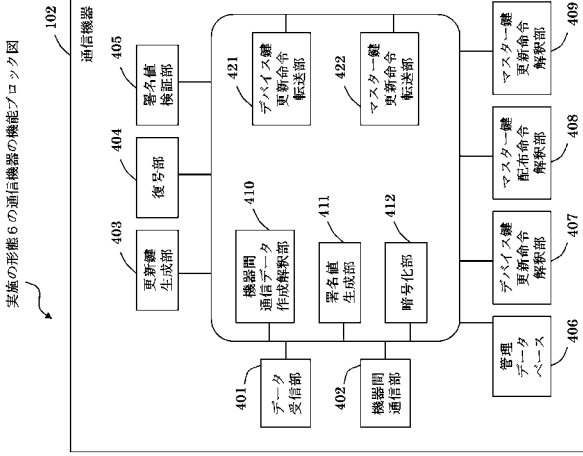 実施の形態6の通信機器の機能ブロック図
102
通信機器
401
データ
受信部
402
機器間
通信部
403
更新鍵
生成部
404
復号部
405
署名値
検証部
410
機器間
通信データ
作成解釈部
411
署名値
生成部
412
暗号化部
421
デバイス鍵
更新命令
転送部
422
マスター鍵
更新命令
転送部
406
管理
データ
ベース
407
デバイス鍵
更新命令
解釈部
408
マスター鍵
配布命令
解釈部
409
マスター鍵
更新命令
解釈部